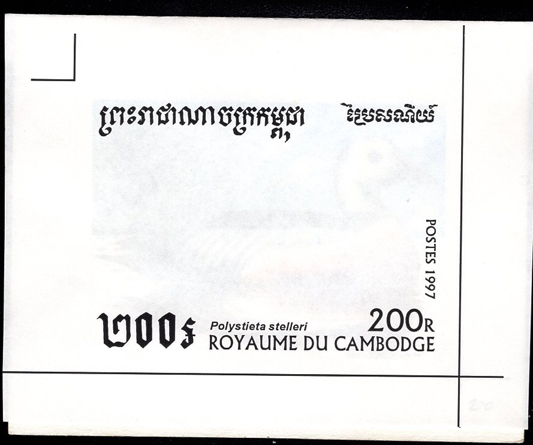 ព្រះរាជាណាចក្រកម្ពុជា
ប្រៃសណីយ៍
POSTES 1997
២០០៛
Polystieta stelleri
200R
ROYAUME DU CAMBODGE